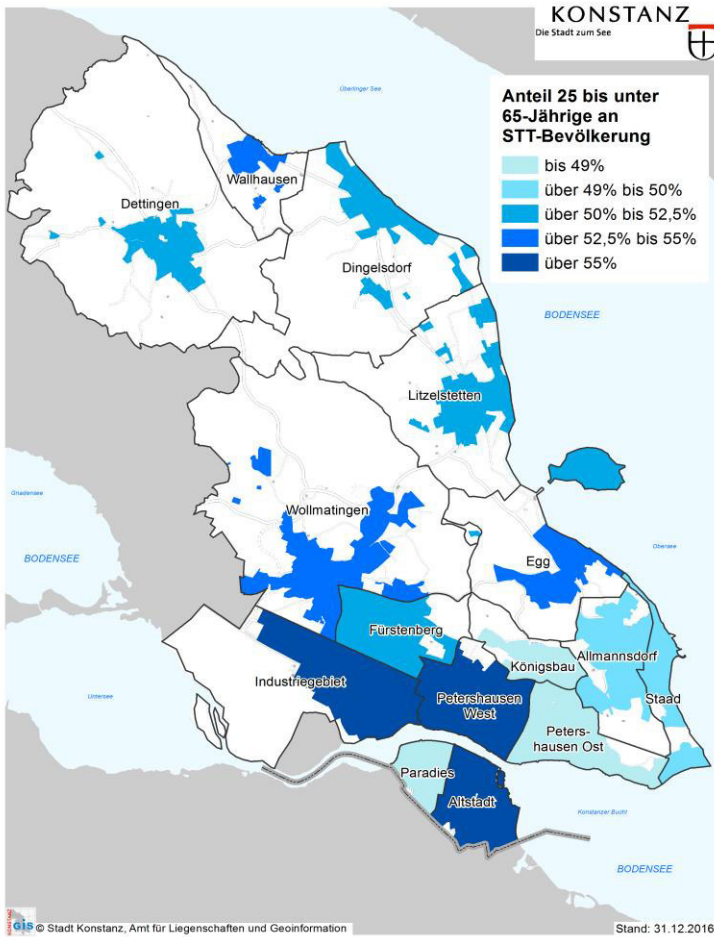 KONSTANZ
Die Stadt zum See
Anteil 25 bis unter
65-Jährige an
STT-Bevölkerung
bis 49%
über 49% bis 50%
über 50% bis 52,5%
über 52,5% bis 55%
über 55%
Überlinger See
Wallhausen
Dettingen
Dingelsdorf
BODENSEE
Litzelstetten
Gnadensee
Wollmatingen
Obersee
BODENSEE
Egg
Fürstenberg
Allmannsdorf
Königsbau
Industriegebiet
Petershausen
West
Staad
Untersee
Peters-
hausen Ost
Paradies
Altstadt
Konstanzer Bucht
BODENSEE
KONSTANZ
GIS © Stadt Konstanz, Amt für Liegenschaften und Geoinformation
Stand: 31.12.2016